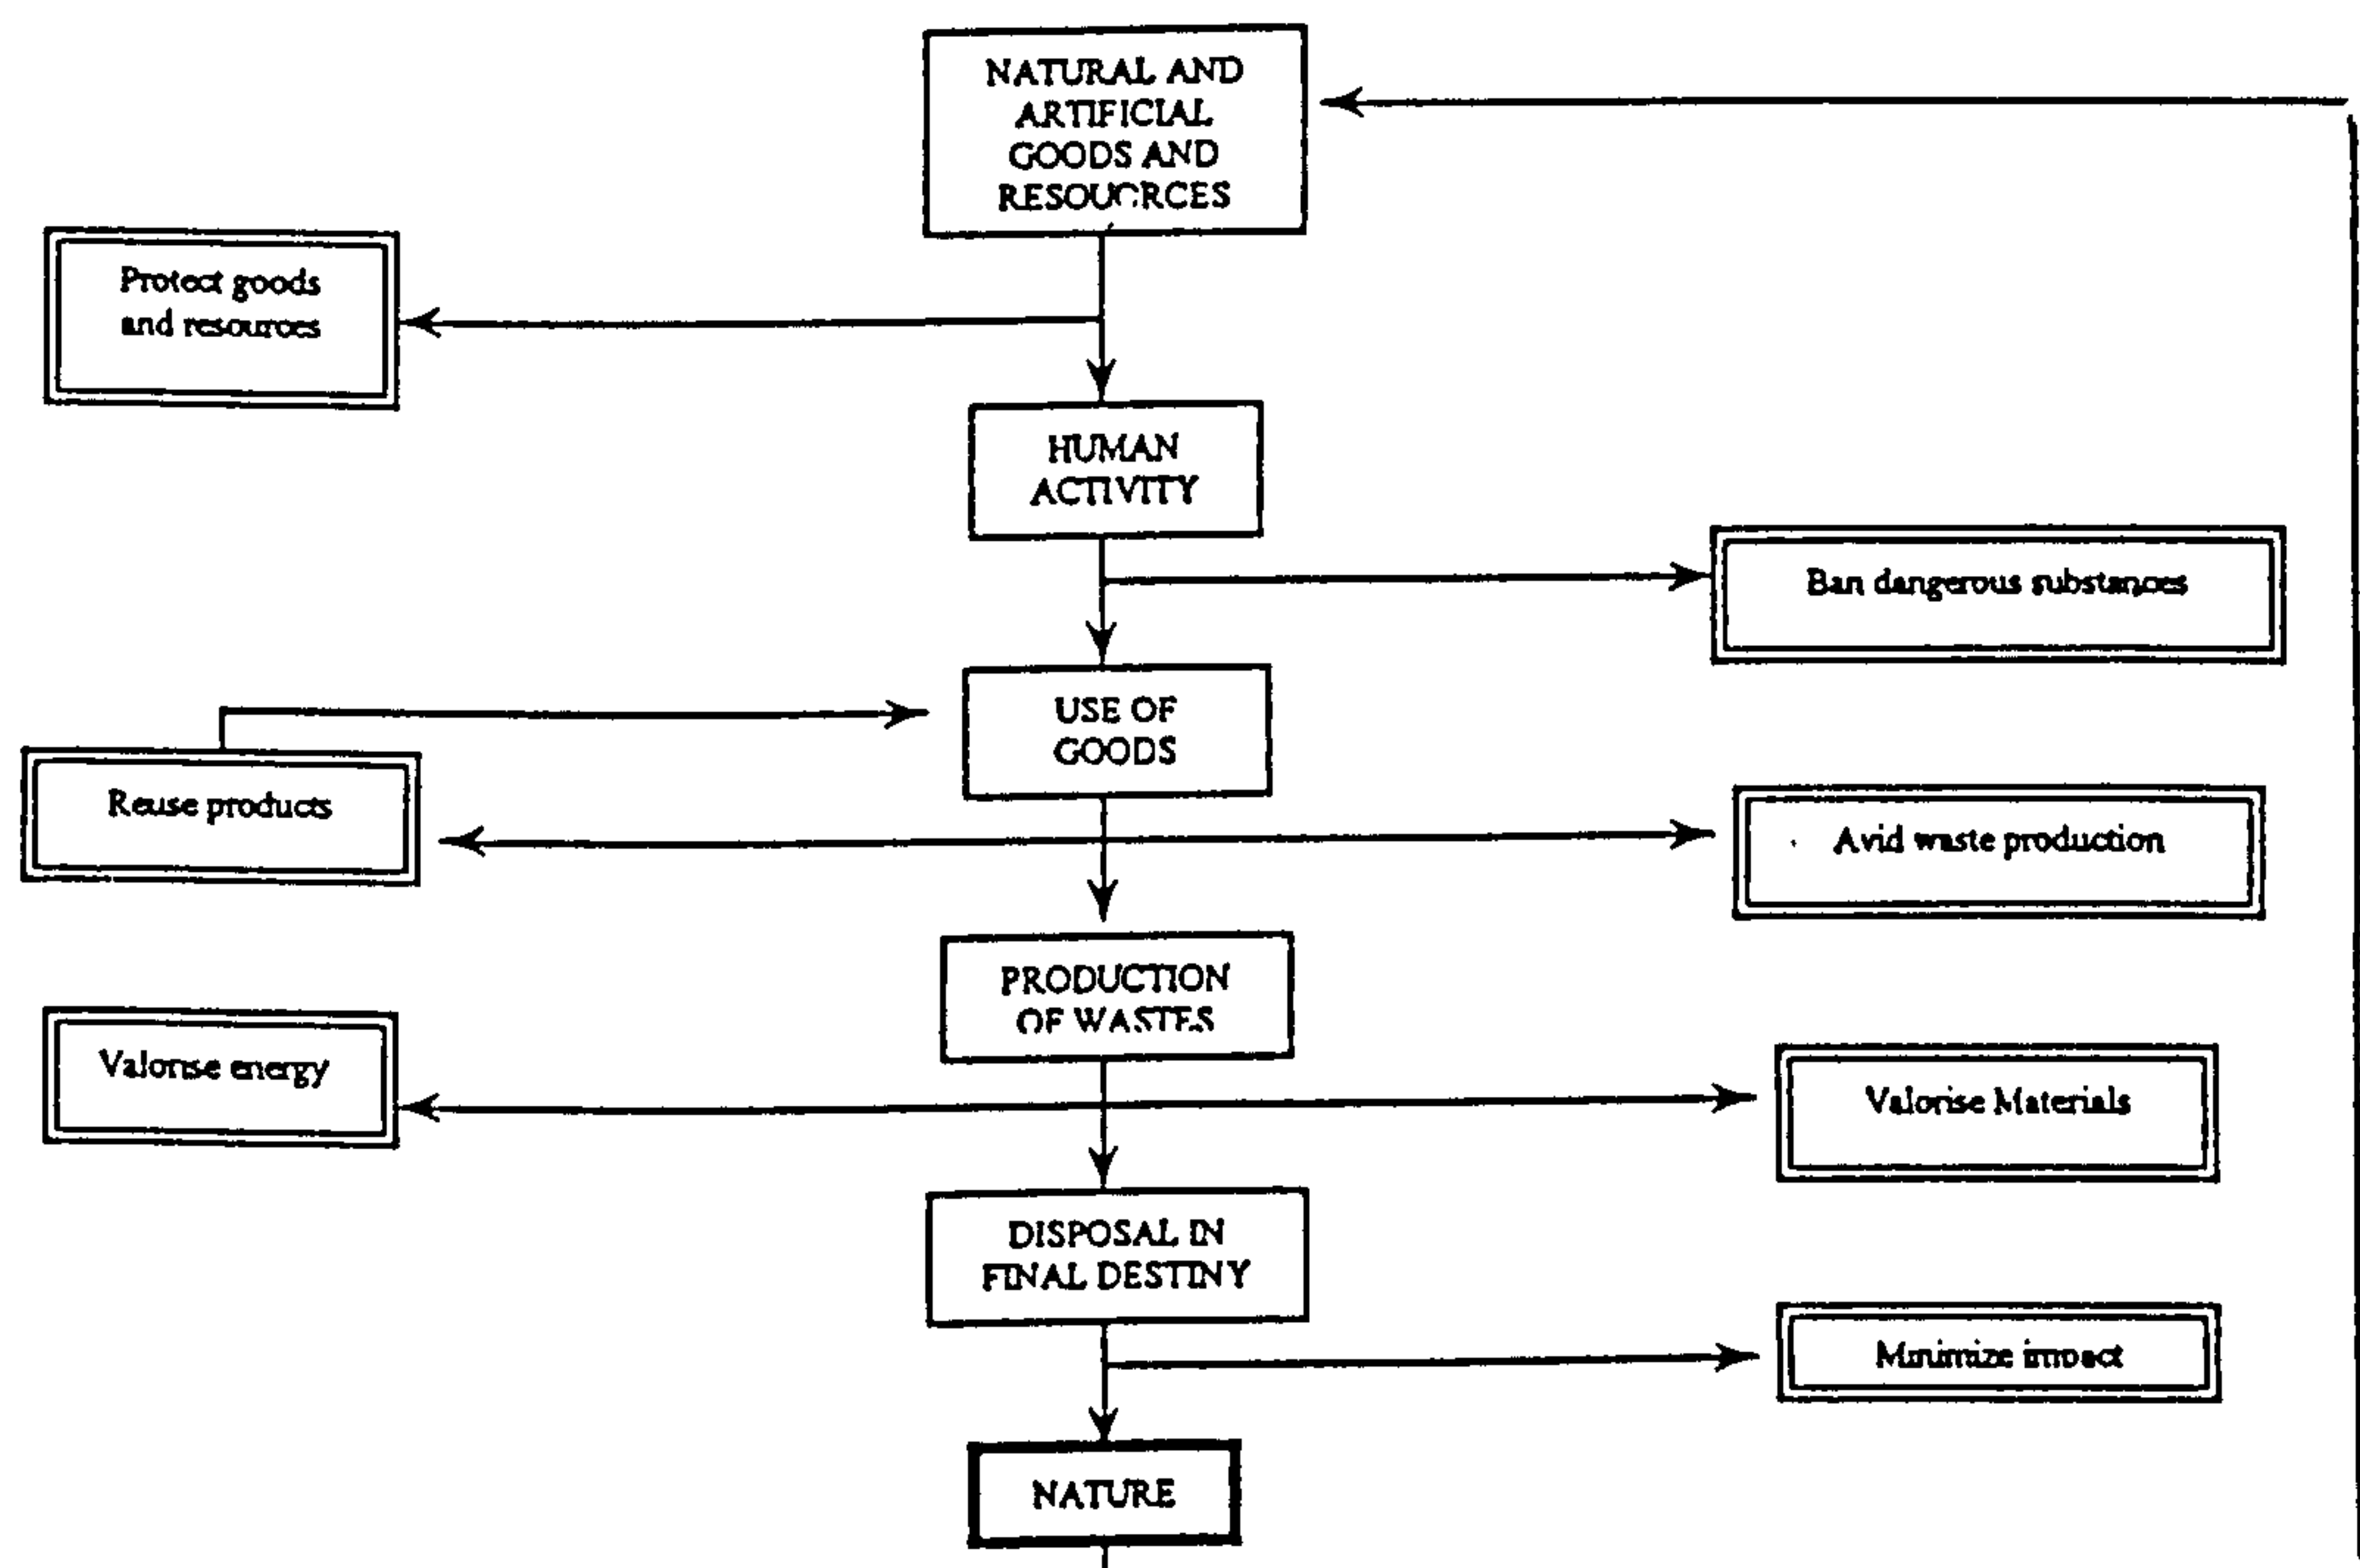 NATURAL AND
ARTIFICIAL
GOODS AND
RESOUCRCES
Protect goods
and resources
HUMAN
ACTIVITY
Ban dangerous substances
USE OF
GOODS
Reuse products
Avid waste production
PRODUCTION
OF WASTES
Valorise energy
Valorise Materials
DISPOSAL IN
FINAL DESTINY
Minimize impact
NATURE